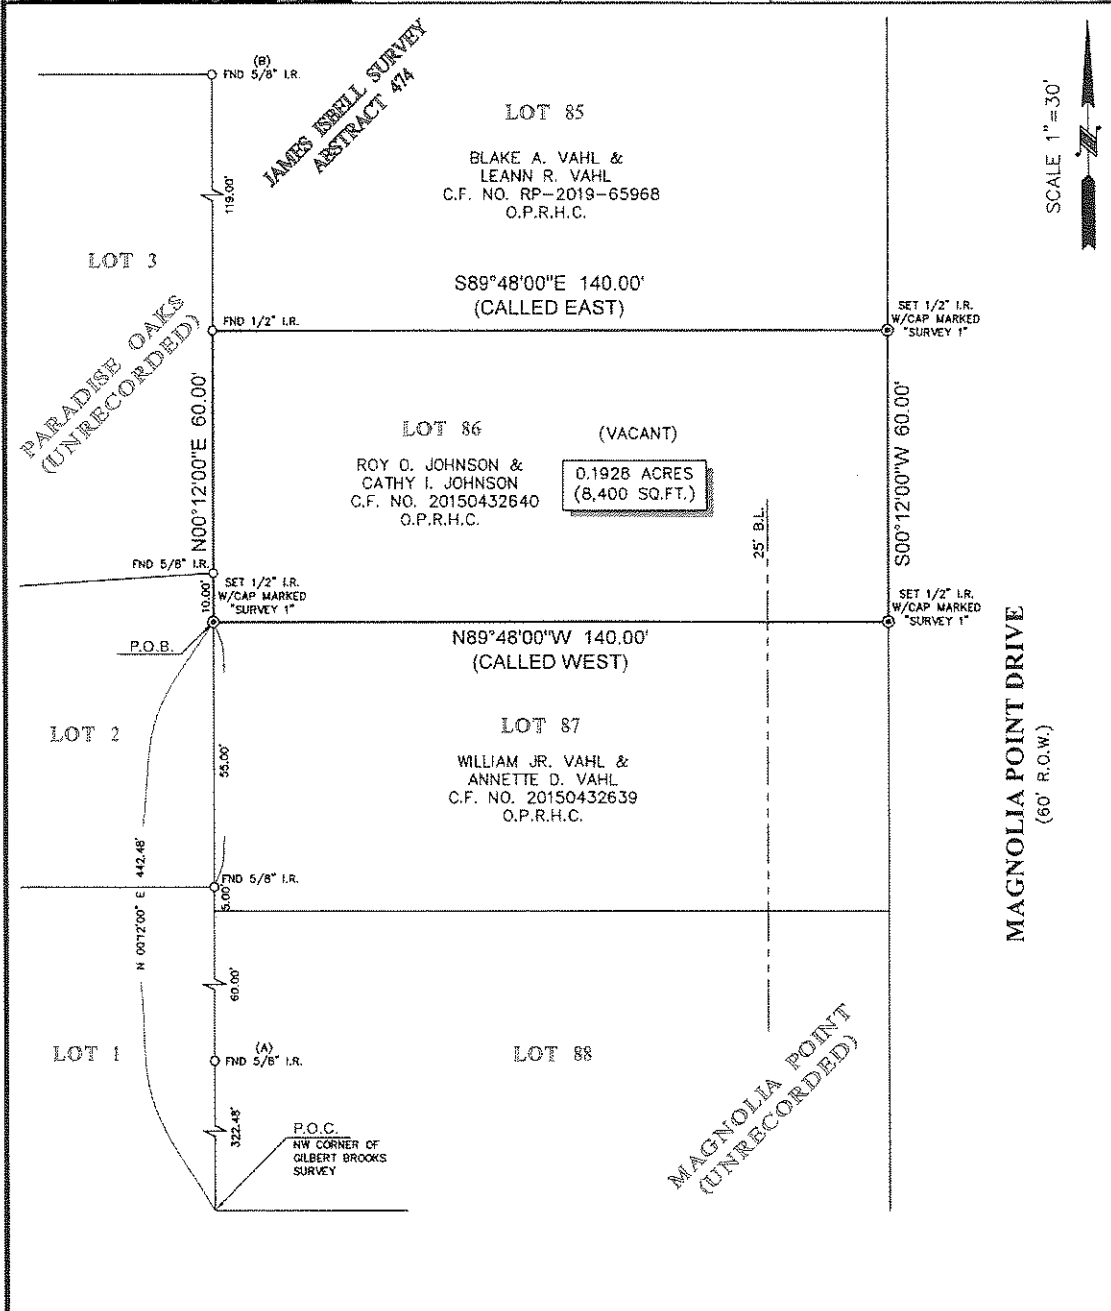 (B)
FND 5/8" I.R.
JAMES ISBELL SURVEY
ABSTRACT 474
LOT 85
BLAKE A. VAHL &
LEANN R. VAHL
C.F. NO. RP-2019-65968
O.P.R.H.C.
SCALE 1"=30'
N
119.00'
LOT 3
S89°48'00"E 140.00'
(CALLED EAST)
FND 1/2" I.R.
SET 1/2" I.R.
W/CAP MARKED
"SURVEY 1"
PARADISE OAKS
(UNRECORDED)
N00°12'00"E 60.00'
LOT 86
(VACANT)
ROY O. JOHNSON &
CATHY I. JOHNSON
C.F. NO. 20150432640
O.P.R.H.C.
0.1928 ACRES
(8,400 SQ.FT.)
S00°12'00"W 60.00'
25' B.L.
FND 5/8" I.R.
10.00'
SET 1/2" I.R.
W/CAP MARKED
"SURVEY 1"
SET 1/2" I.R.
W/CAP MARKED
"SURVEY 1"
P.O.B.
N89°48'00"W 140.00'
(CALLED WEST)
LOT 2
55.00'
LOT 87
WILLIAM JR. VAHL &
ANNETTE D. VAHL
C.F. NO. 20150432639
O.P.R.H.C.
MAGNOLIA POINT DRIVE
(60' R.O.W.)
N 00°12'00" E 442.48'
FND 5/8" I.R.
5.00'
60.00'
LOT 1
(A)
FND 5/8" I.R.
LOT 88
MAGNOLIA POINT
(UNRECORDED)
322.48'
P.O.C.
NW CORNER OF
GILBERT BROOKS
SURVEY